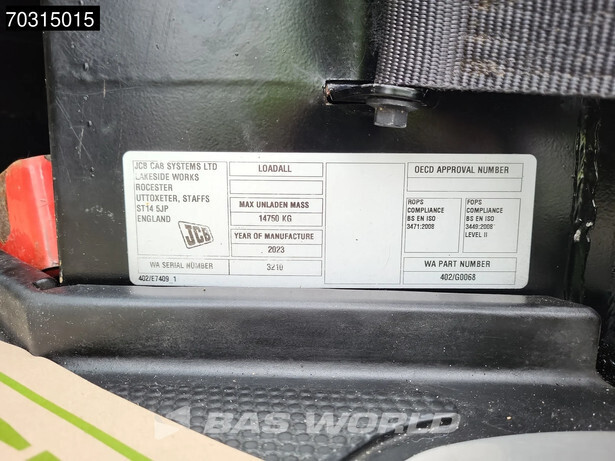 70315015
JCB CAB SYSTEMS LTD
LAKESIDE WORKS
ROCESTER
UTTOXETER, STAFFS
ST14 5JP
ENGLAND
JCB
WA SERIAL NUMBER
402/E7409 1
LOADALL
MAX UNLADEN MASS
14750 KG
YEAR OF MANUFACTURE
2023
3210
OECD APPROVAL NUMBER
ROPS
COMPLIANCE
BS EN ISO
3471:2008
FOPS
COMPLIANCE
BS EN ISO
3449:2008
LEVEL II
WA PART NUMBER
402/G0068
BAS WORLD